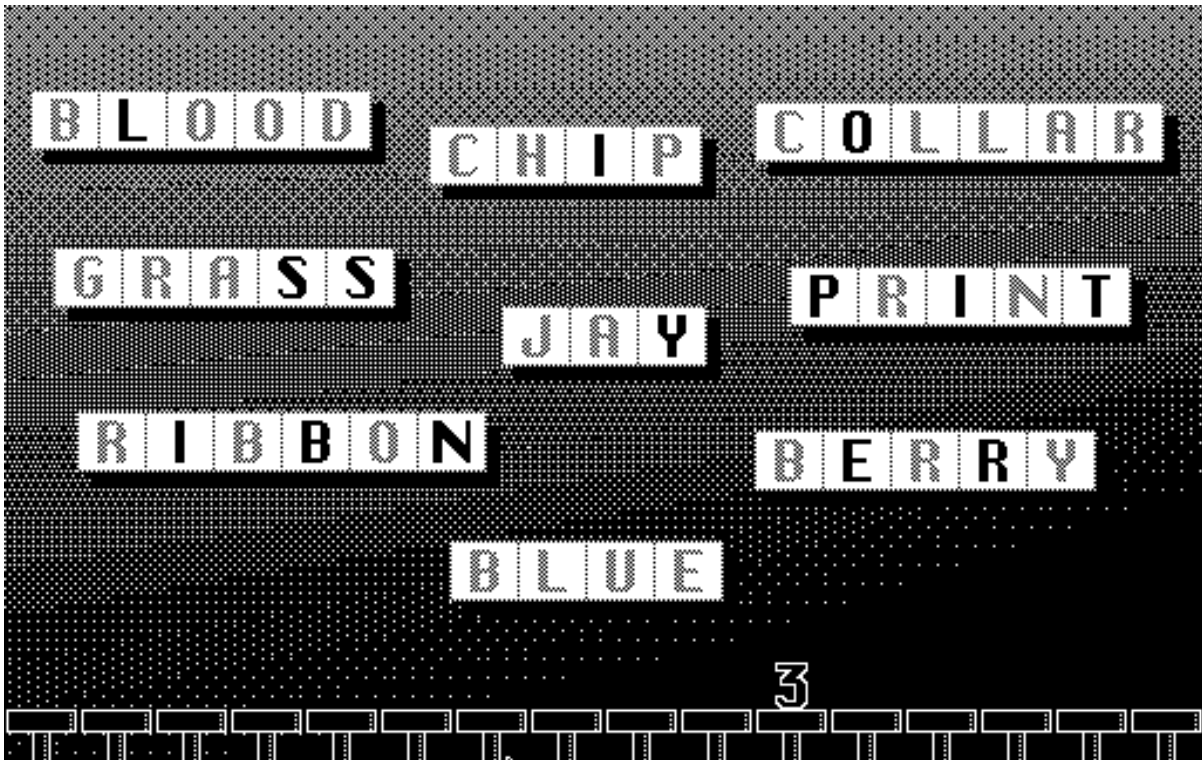 BLOOD
CHIP
COLLAR
GRASS
JAY
PRINT
RIBBON
BERRY
BLUE
3